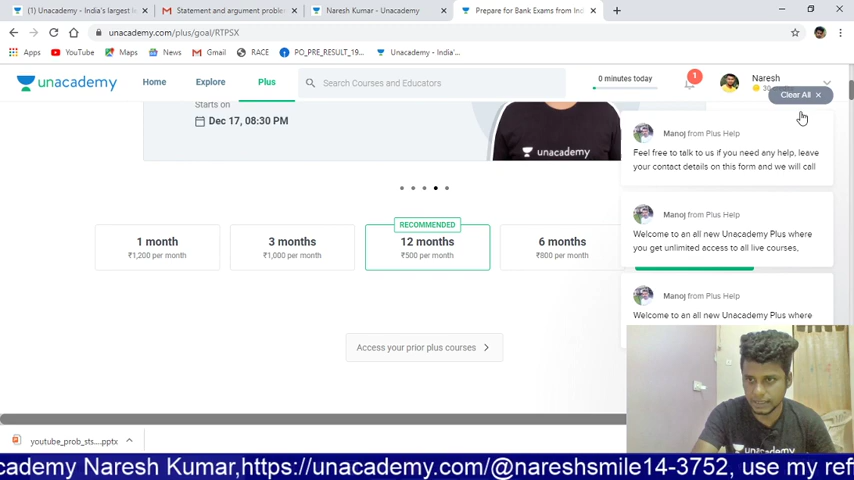 (1) Unacademy - India's largest le
Statement and argument problem
Naresh Kumar - Unacademy
Prepare for Bank Exams from Ind
unacademy.com/plus/goal/RTPSX
Apps
YouTube
Maps
News
Gmail
RACE
PO_PRE_RESULT_19...
Unacademy - India'...
unacademy
Home
Explore
Plus
Search Courses and Educators
0 minutes today
1
Naresh
Clear All ×
Starts on
Dec 17, 08:30 PM
unacademy
Manoj from Plus Help
Feel free to talk to us if you need any help, leave
your contact details on this form and we will call
Manoj from Plus Help
Welcome to an all new Unacademy Plus where
you get unlimited access to all live courses,
Manoj from Plus Help
Welcome to an all new Unacademy Plus where
RECOMMENDED
1 month
₹1,200 per month
3 months
₹1,000 per month
12 months
₹500 per month
6 months
₹800 per month
Access your prior plus courses
unacademy
youtube_prob_sts....pptx
cademy Naresh Kumar,https://unacademy.com/@nareshsmile14-3752, use my ref